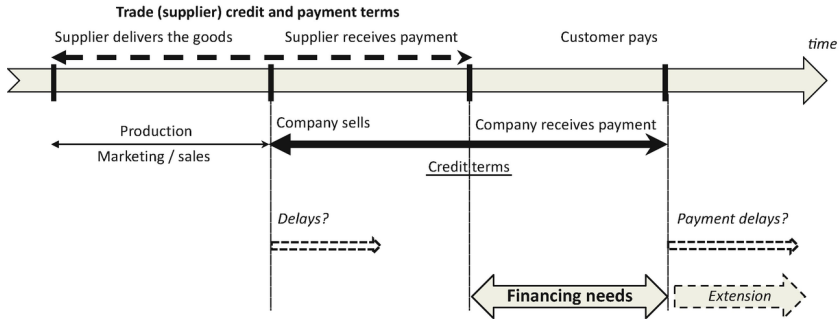 Trade (supplier) credit and payment terms
Supplier delivers the goods
Supplier receives payment
Customer pays
time
Company sells
Company receives payment
Production
Marketing / sales
Credit terms
Delays?
Payment delays?
Financing needs
Extension